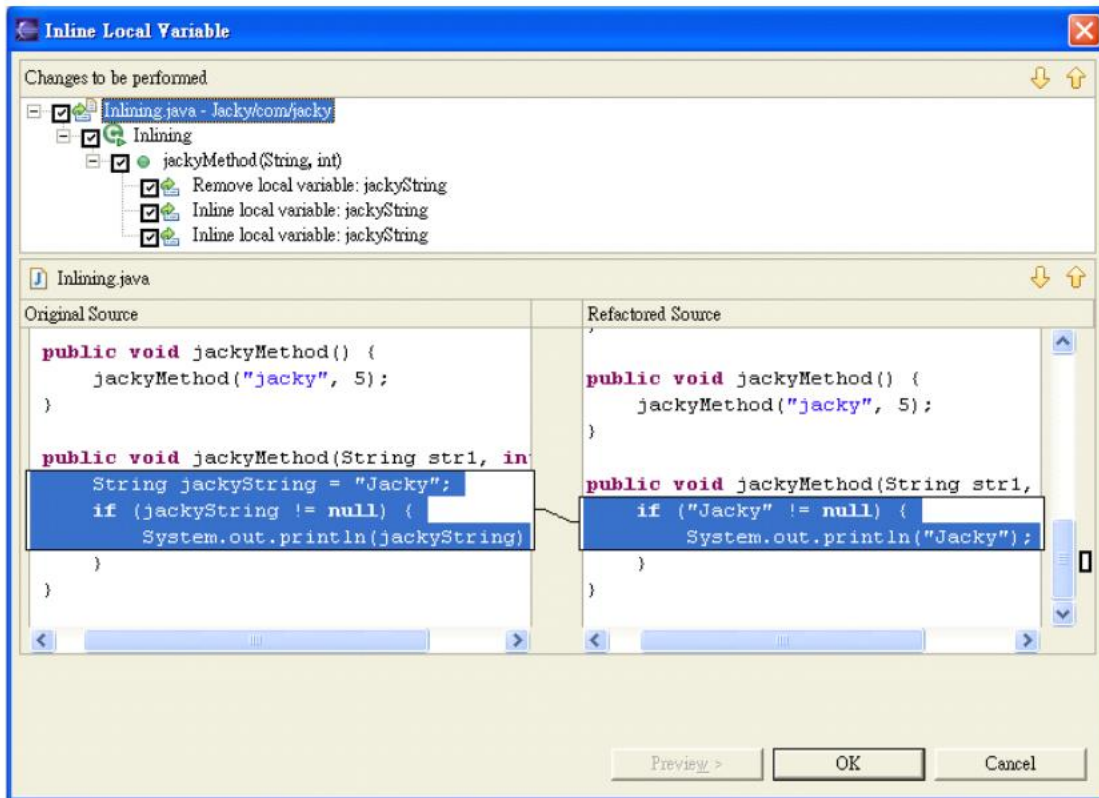 Inline Local Variable
Changes to be performed
Inlining.java - Jacky/com/jacky
Inlining
jackyMethod(String, int)
Remove local variable: jackyString
Inline local variable: jackyString
Inline local variable: jackyString
Inlining.java
Original Source
public void jackyMethod() {
jackyMethod("jacky", 5);
}
public void jackyMethod(String str1, in
String jackyString = "Jacky";
if (jackyString != null) {
System.out.println(jackyString)
}
}
Refactored Source
}
public void jackyMethod() {
jackyMethod("jacky", 5);
}
public void jackyMethod(String str1,
if ("Jacky" != null) {
System.out.println("Jacky");
}
}
Preview >
OK
Cancel